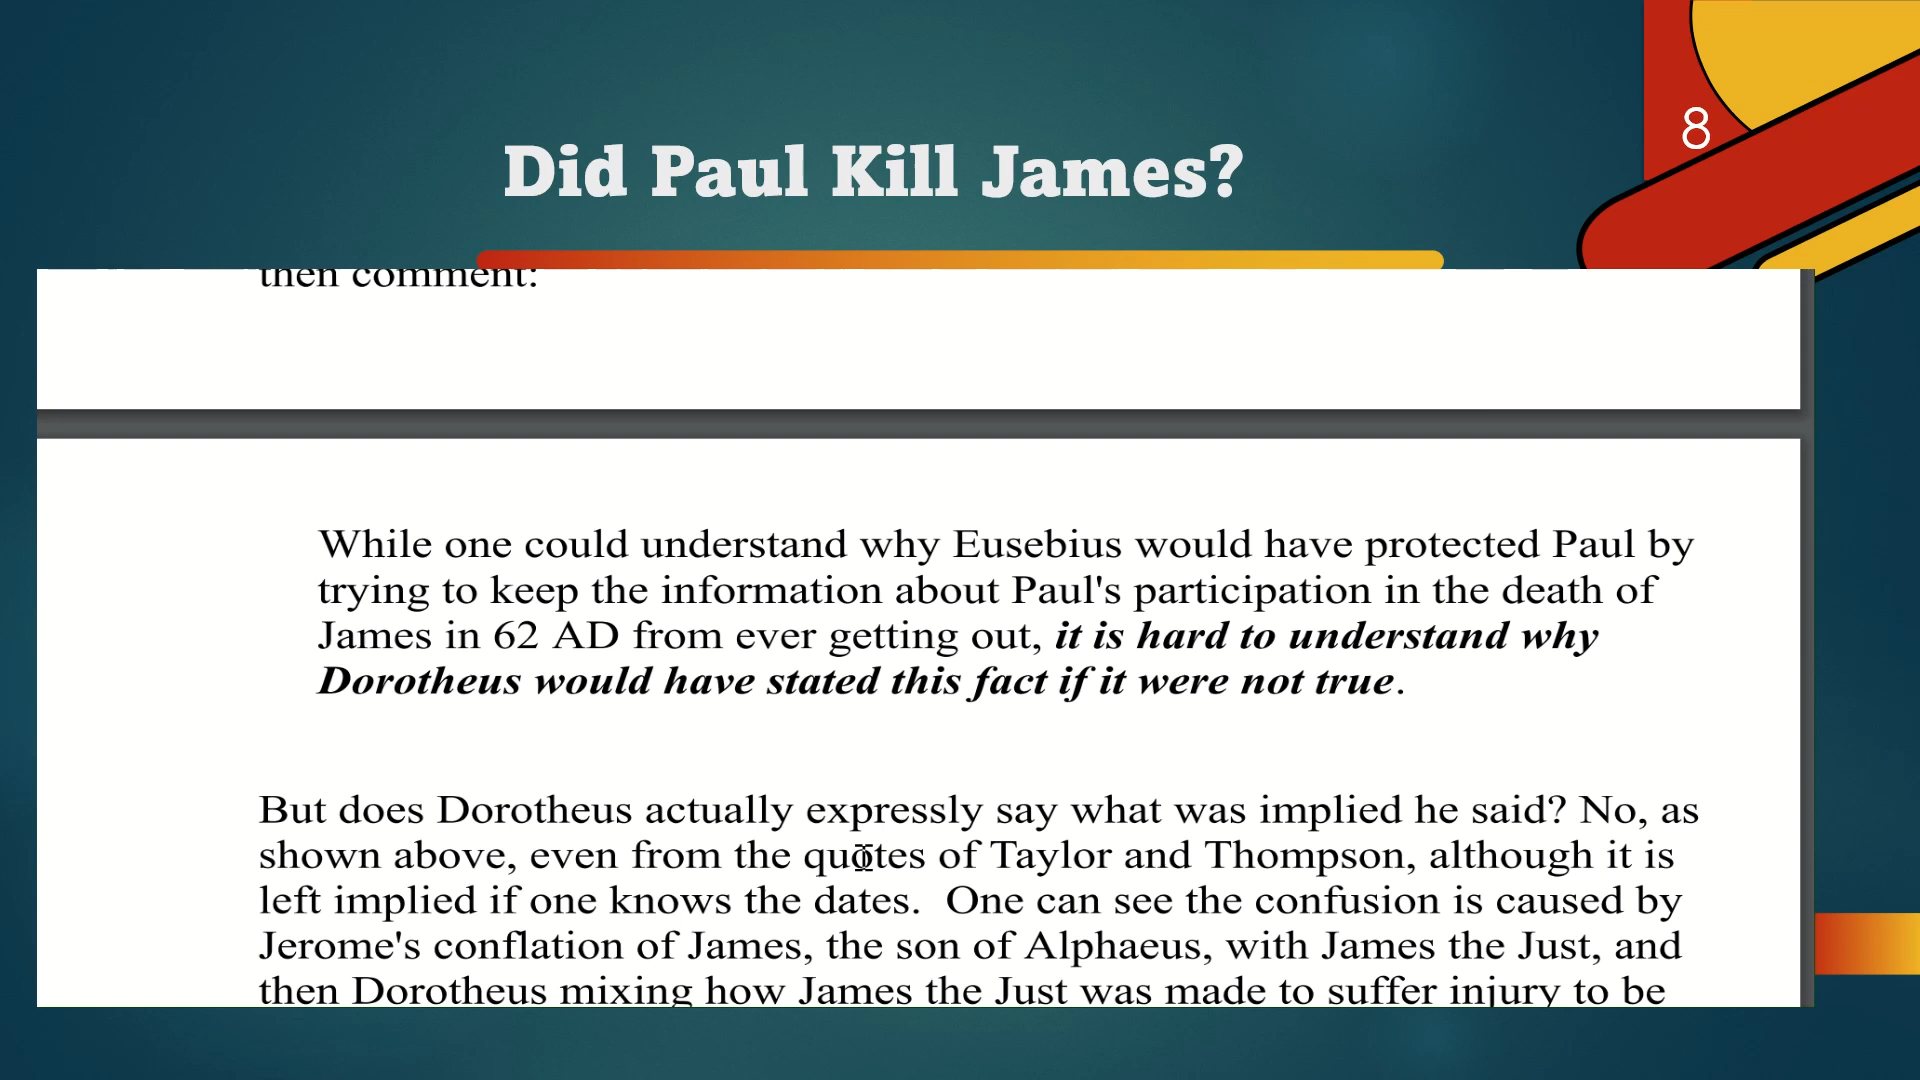 8
Did Paul Kill James?
then comment:
While one could understand why Eusebius would have protected Paul by
trying to keep the information about Paul's participation in the death of
James in 62 AD from ever getting out, it is hard to understand why
Dorotheus would have stated this fact if it were not true.
But does Dorotheus actually expressly say what was implied he said? No, as
shown above, even from the quotes of Taylor and Thompson, although it is
left implied if one knows the dates.  One can see the confusion is caused by
Jerome's conflation of James, the son of Alphaeus, with James the Just, and
then Dorotheus mixing how James the Just was made to suffer injury to be